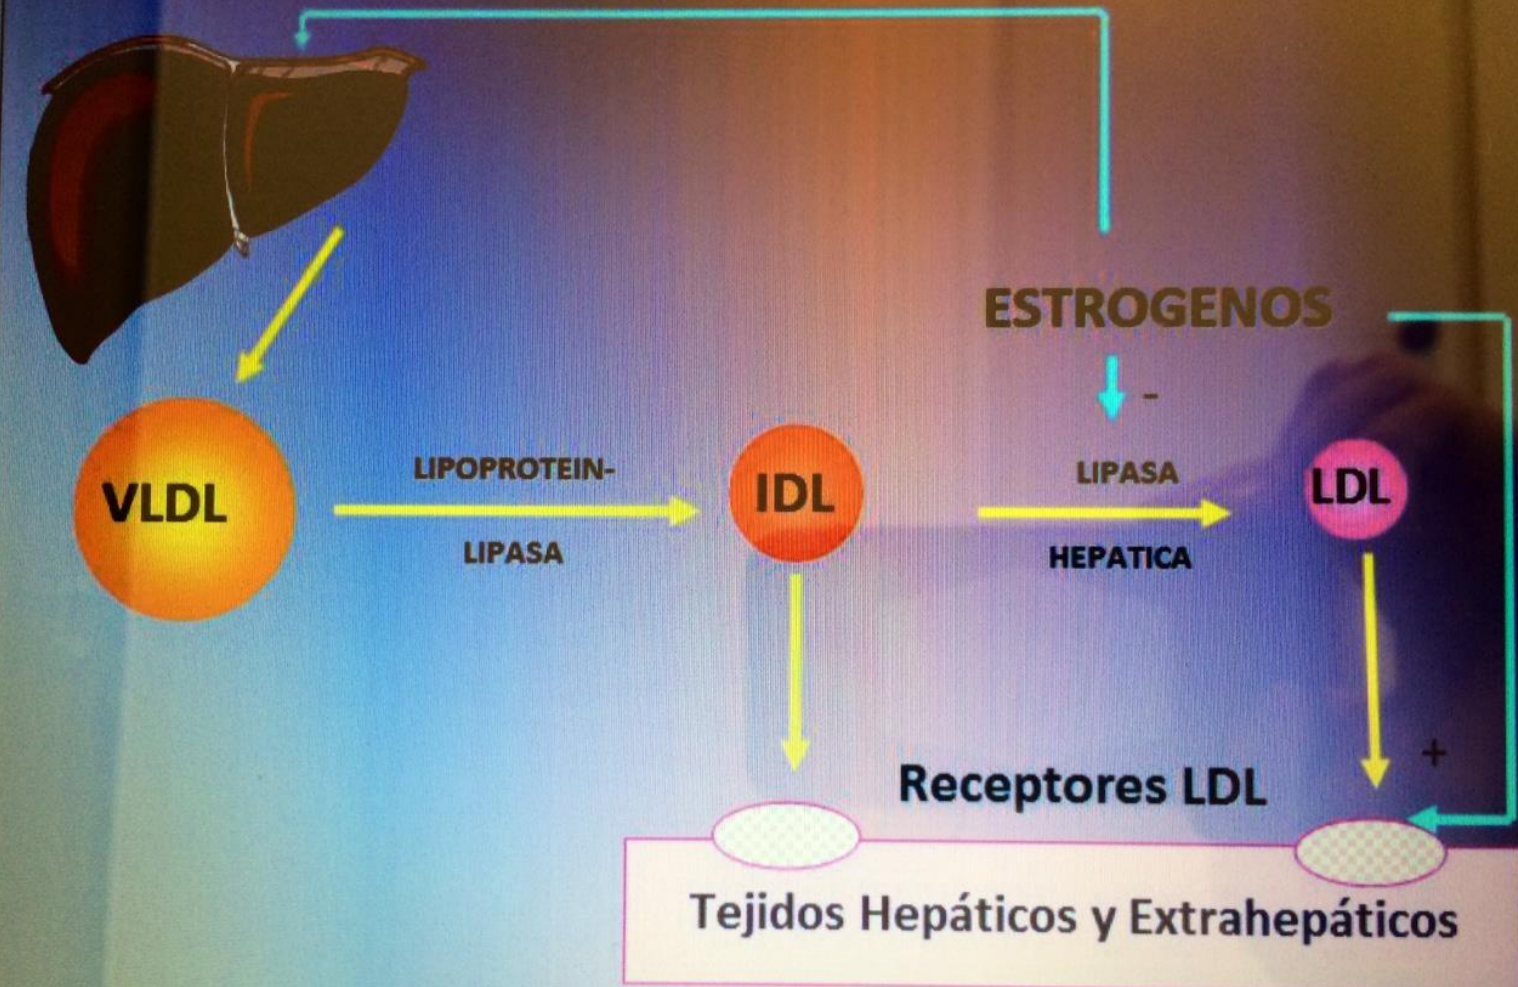 ESTROGENOS
-
VLDL
LIPOPROTEIN-
LIPASA
IDL
LIPASA
HEPATICA
LDL
+
Receptores LDL
Tejidos Hepáticos y Extrahepáticos